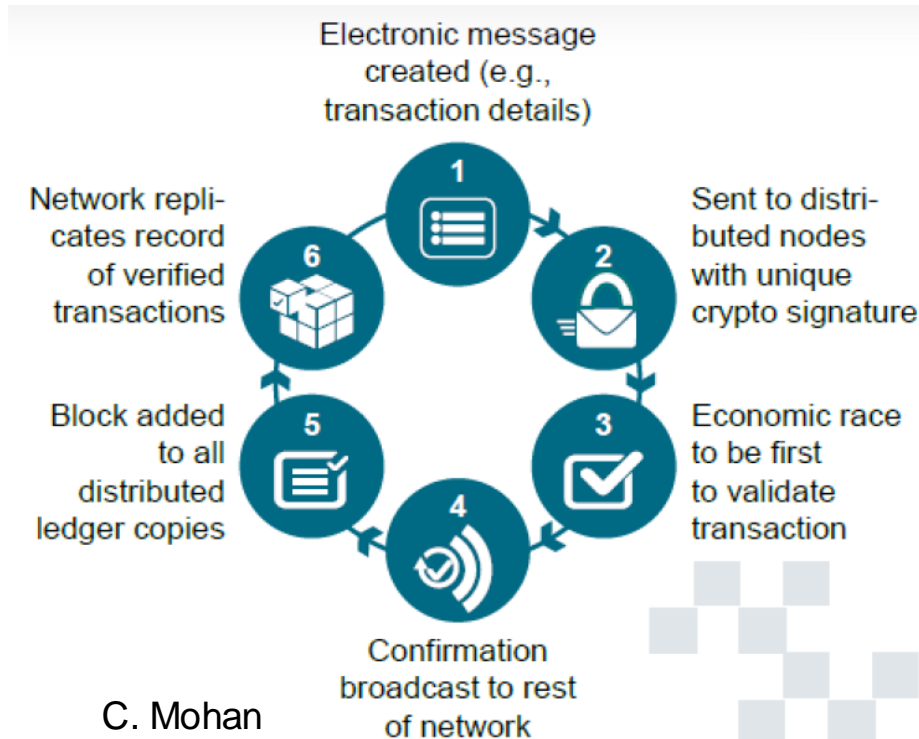 Electronic message
created (e.g.,
transaction details)
1
Sent to distri-
buted nodes
with unique
crypto signature
2
Economic race
to be first
to validate
transaction
3
4
Confirmation
broadcast to rest
of network
5
Block added
to all
distributed
ledger copies
6
Network repli-
cates record
of verified
transactions
C. Mohan